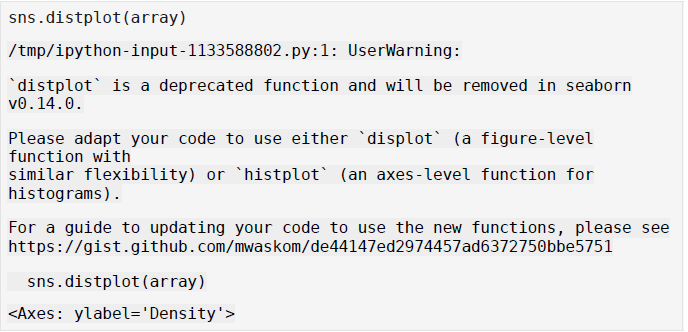 sns.distplot(array)
/tmp/ipython-input-1133588802.py:1: UserWarning:
`distplot` is a deprecated function and will be removed in seaborn
v0.14.0.
Please adapt your code to use either `displot` (a figure-level
function with
similar flexibility) or `histplot` (an axes-level function for
histograms).
For a guide to updating your code to use the new functions, please see
https://gist.github.com/mwaskom/de44147ed2974457ad6372750bbe5751
  sns.distplot(array)
<Axes: ylabel='Density'>